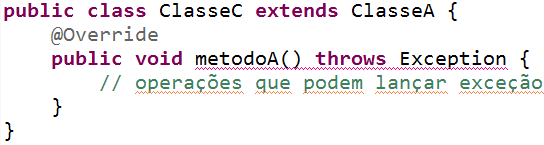 public class ClasseC extends ClasseA {
@Override
public void metodoA() throws Exception {
// operações que podem lançar exceção
}
}